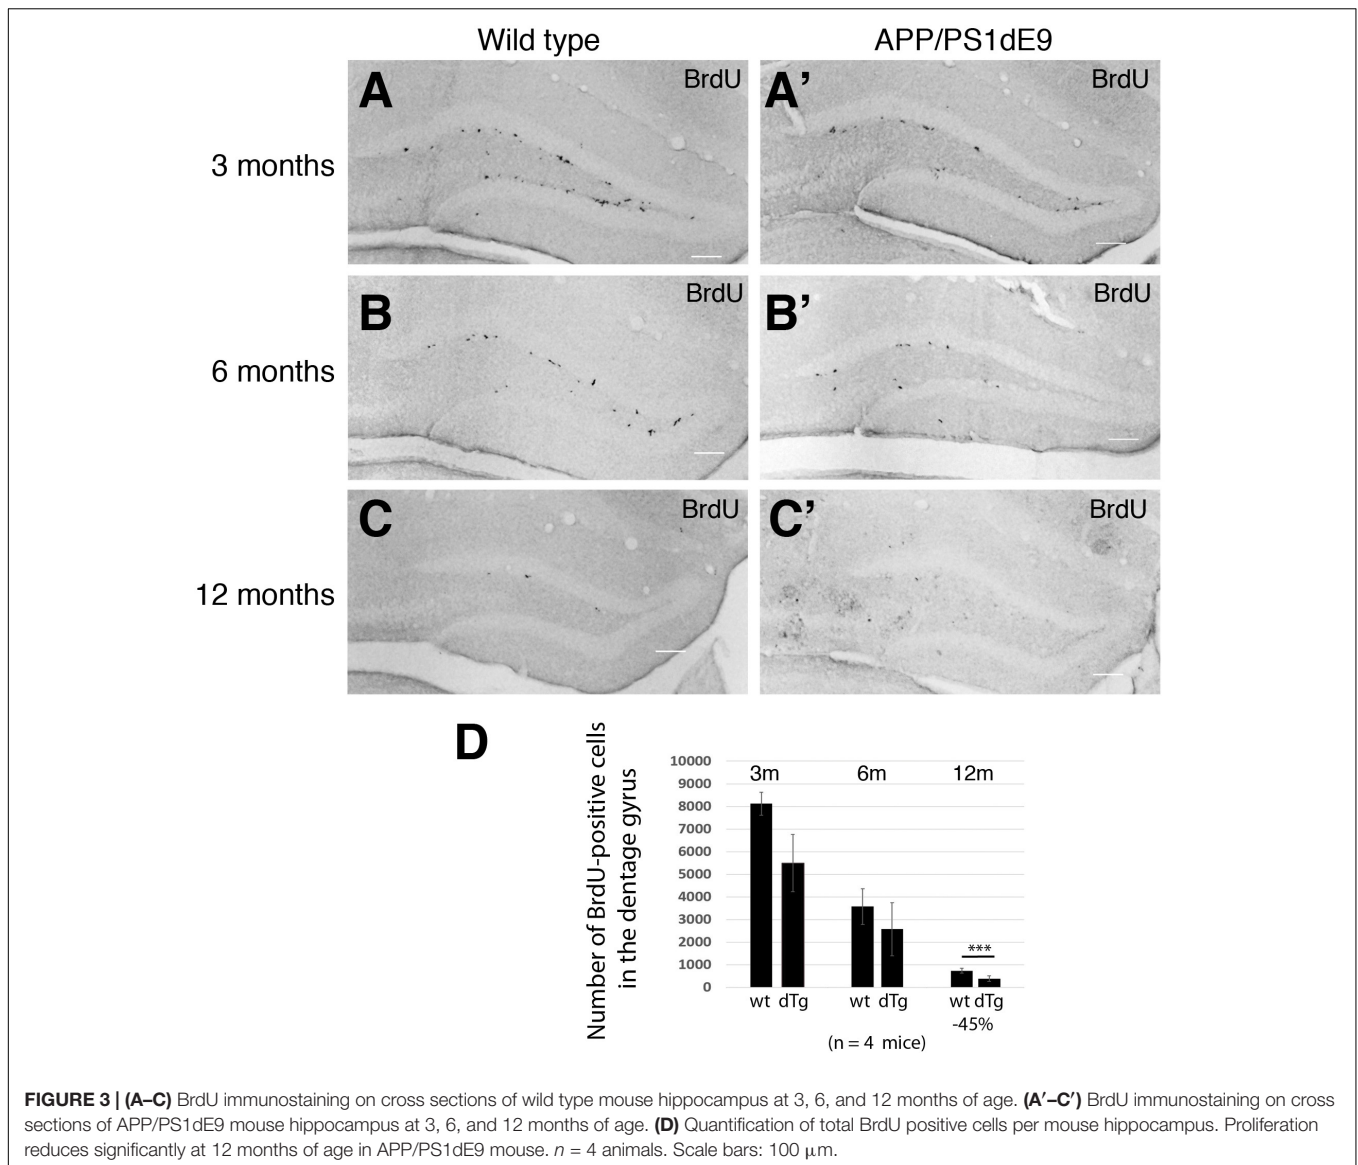 Wild type
APP/PS1dE9
A
BrdU
A’
BrdU
3 months
B
BrdU
B’
BrdU
6 months
C
BrdU
C’
BrdU
12 months
D
Number of BrdU-positive cells
in the dentage gyrus
10000
9000
8000
7000
6000
5000
4000
3000
2000
1000
0
3m
6m
12m
***
wt dTg
wt dTg
wt dTg
-45%
(n = 4 mice)
FIGURE 3 | (A–C) BrdU immunostaining on cross sections of wild type mouse hippocampus at 3, 6, and 12 months of age. (A′–C′) BrdU immunostaining on cross
sections of APP/PS1dE9 mouse hippocampus at 3, 6, and 12 months of age. (D) Quantification of total BrdU positive cells per mouse hippocampus. Proliferation
reduces significantly at 12 months of age in APP/PS1dE9 mouse. n = 4 animals. Scale bars: 100 μm.